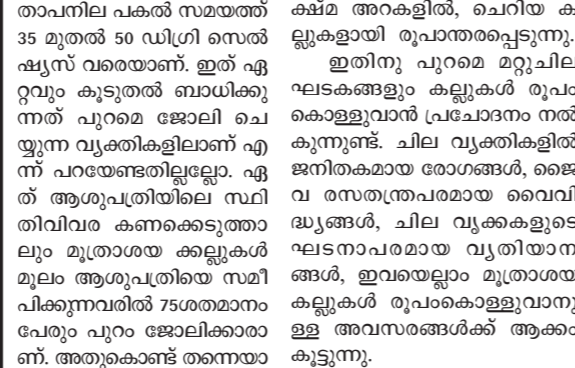 താപനില പകൽ സമയത്ത്
35 മുതൽ 50 ഡിഗ്രി സെൽ
ഷ്യസ് വരെയാണ്. ഇത് ഏ
റ്റവും കൂടുതൽ ബാധിക്കു
ന്നത് പുറമെ ജോലി ചെ
യ്യുന്ന വ്യക്തികളിലാണ് എ
ന്ന് പറയേണ്ടതില്ലല്ലോ. ഏ
ത് ആശുപത്രിയിലെ സ്ഥി
തിവിവര കണക്കെടുത്താ
ലും മൂത്രാശയ ക്കല്ലുകൾ
മൂലം ആശുപത്രിയെ സമീ
പിക്കുന്നവരിൽ 75ശതമാനം
പേരും പുറം ജോലിക്കാരാ
ണ്. അതുകൊണ്ട് തന്നെയാ
ക്ഷ്മ അറകളിൽ, ചെറിയ ക
ല്ലുകളായി രൂപാന്തരപ്പെടുന്നു.
ഇതിനു പുറമെ മറ്റുചില
ഘടകങ്ങളും കല്ലുകൾ രൂപം
കൊള്ളുവാൻ പ്രചോദനം നൽ
കുന്നുണ്ട്. ചില വ്യക്തികളിൽ
ജനിതകമായ രോഗങ്ങൾ, ജൈ
വ രസതന്ത്രപരമായ വൈവി
ദ്ധ്യങ്ങൾ, ചില വൃക്കകളുടെ
ഘടനാപരമായ വ്യതിയാന
ങ്ങൾ, ഇവയെല്ലാം മൂത്രാശയ
കല്ലുകൾ രൂപംകൊള്ളുവാനു
ള്ള അവസരങ്ങൾക്ക് ആക്കം
കൂട്ടുന്നു.